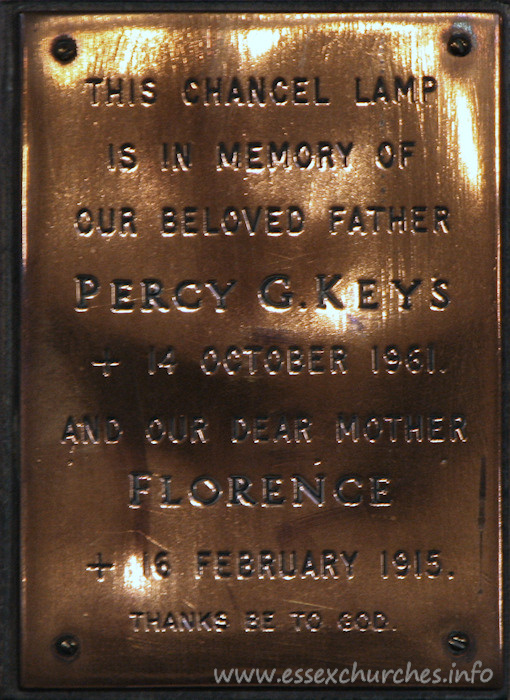 THIS CHANCEL LAMP
IS IN MEMORY OF
OUR BELOVED FATHER
PERCY G. KEYS
+ 14 OCTOBER 1961.
AND OUR DEAR MOTHER
FLORENCE
+ 16 FEBRUARY 1915.
THANKS BE TO GOD.
www.essexchurches.info